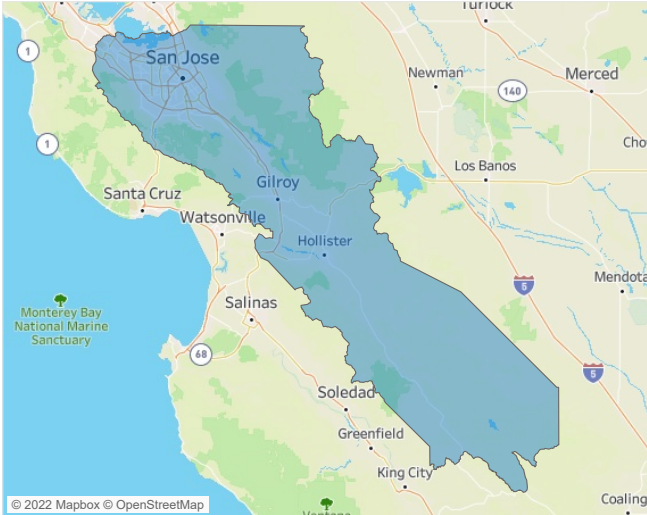 Turlock
1
San Jose
Newman
Merced
140
1
Los Banos
Gilroy
Santa Cruz
Watsonville
Hollister
5
Mendota
Monterey Bay
National Marine
Sanctuary
Salinas
68
5
Soledad
Greenfield
King City
Coaling
© 2022 Mapbox © OpenStreetMap